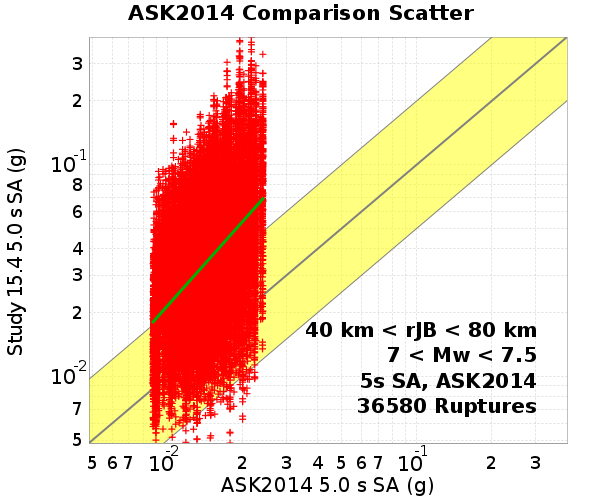 ASK2014 Comparison Scatter
Study 15.4 5.0 s SA (g)
3
2
10-1
8
6
4
3
2
10-2
7
5
40 km < rJB < 80 km
7 < Mw < 7.5
5s SA, ASK2014
36580 Ruptures
5 6 7 10-2 2 3 4 5 6 7 10-1 2 3
ASK2014 5.0 s SA (g)